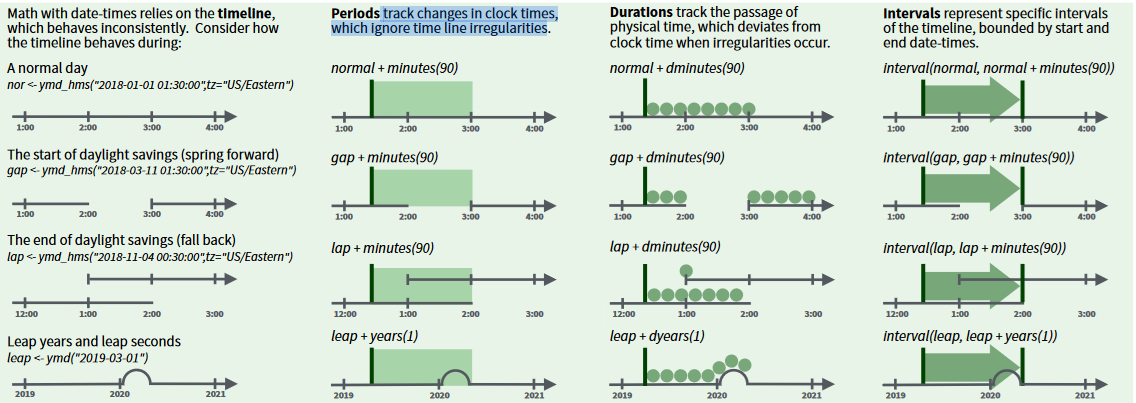 Math with date-times relies on the timeline,
which behaves inconsistently. Consider how
the timeline behaves during:
A normal day
nor <- ymd_hms("2018-01-01 01:30:00",tz="US/Eastern")
1:00 2:00 3:00 4:00
The start of daylight savings (spring forward)
gap <- ymd_hms("2018-03-11 01:30:00",tz="US/Eastern")
1:00 2:00 3:00 4:00
The end of daylight savings (fall back)
lap <- ymd_hms("2018-11-04 00:30:00",tz="US/Eastern")
12:00 1:00 2:00 3:00
Leap years and leap seconds
leap <- ymd("2019-03-01")
2019 2020 2021
Periods track changes in clock times,
which ignore time line irregularities.
normal + minutes(90)
1:00 2:00 3:00 4:00
gap + minutes(90)
1:00 2:00 3:00 4:00
lap + minutes(90)
12:00 1:00 2:00 3:00
leap + years(1)
2019 2020 2021
Durations track the passage of
physical time, which deviates from
clock time when irregularities occur.
normal + dminutes(90)
1:00 2:00 3:00 4:00
gap + dminutes(90)
1:00 2:00 3:00 4:00
lap + dminutes(90)
12:00 1:00 2:00 3:00
leap + dyears(1)
2019 2020 2021
Intervals represent specific intervals
of the timeline, bounded by start and
end date-times.
interval(normal, normal + minutes(90))
1:00 2:00 3:00 4:00
interval(gap, gap + minutes(90))
1:00 2:00 3:00 4:00
interval(lap, lap + minutes(90))
12:00 1:00 2:00 3:00
interval(leap, leap + years(1))
2019 2020 2021